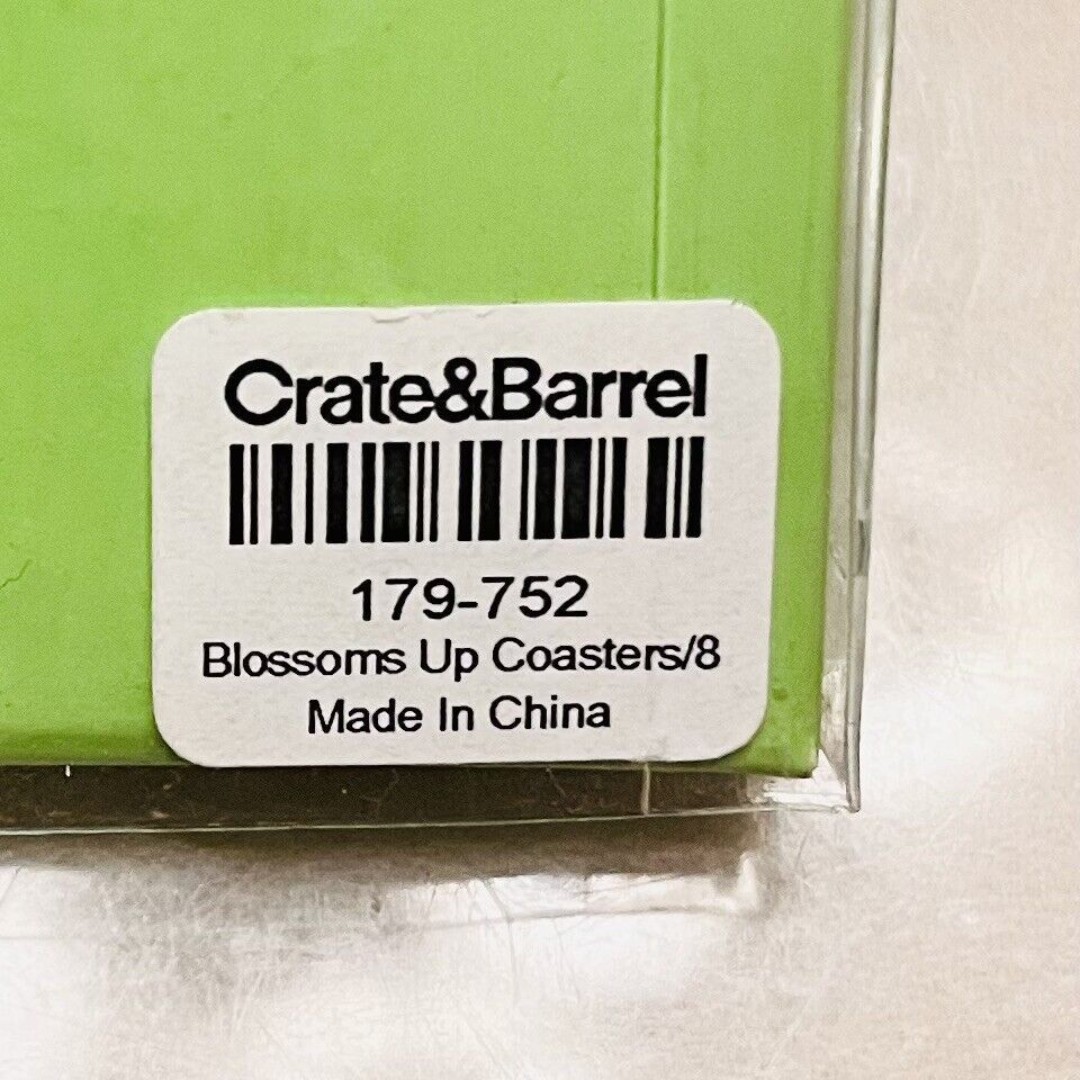 Crate&Barrel
179-752
Blossoms Up Coasters/8
Made In China